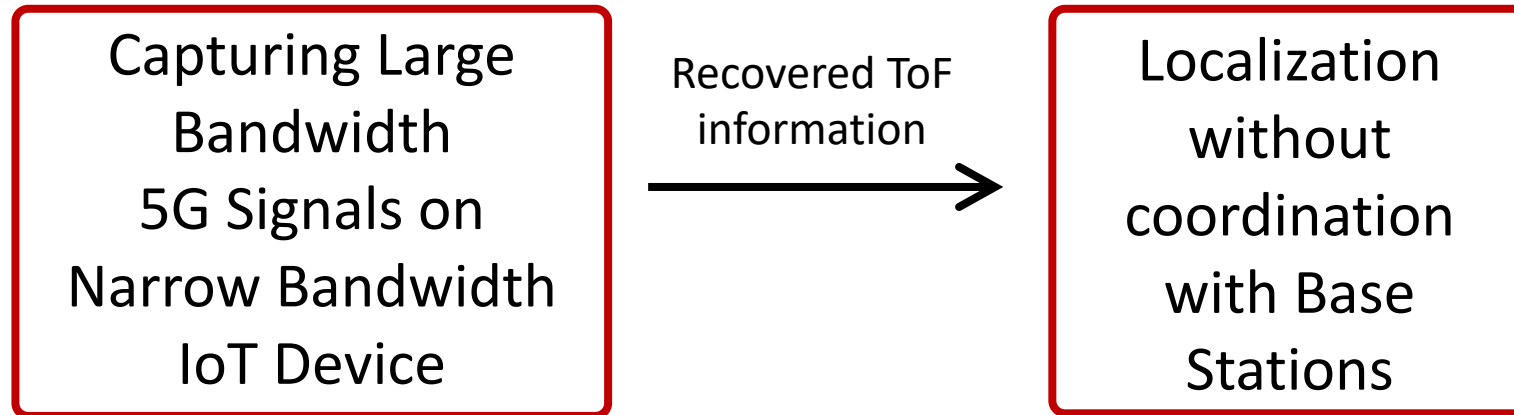 Capturing Large
Bandwidth
5G Signals on
Narrow Bandwidth
IoT Device
Recovered ToF
information
Localization
without
coordination
with Base
Stations